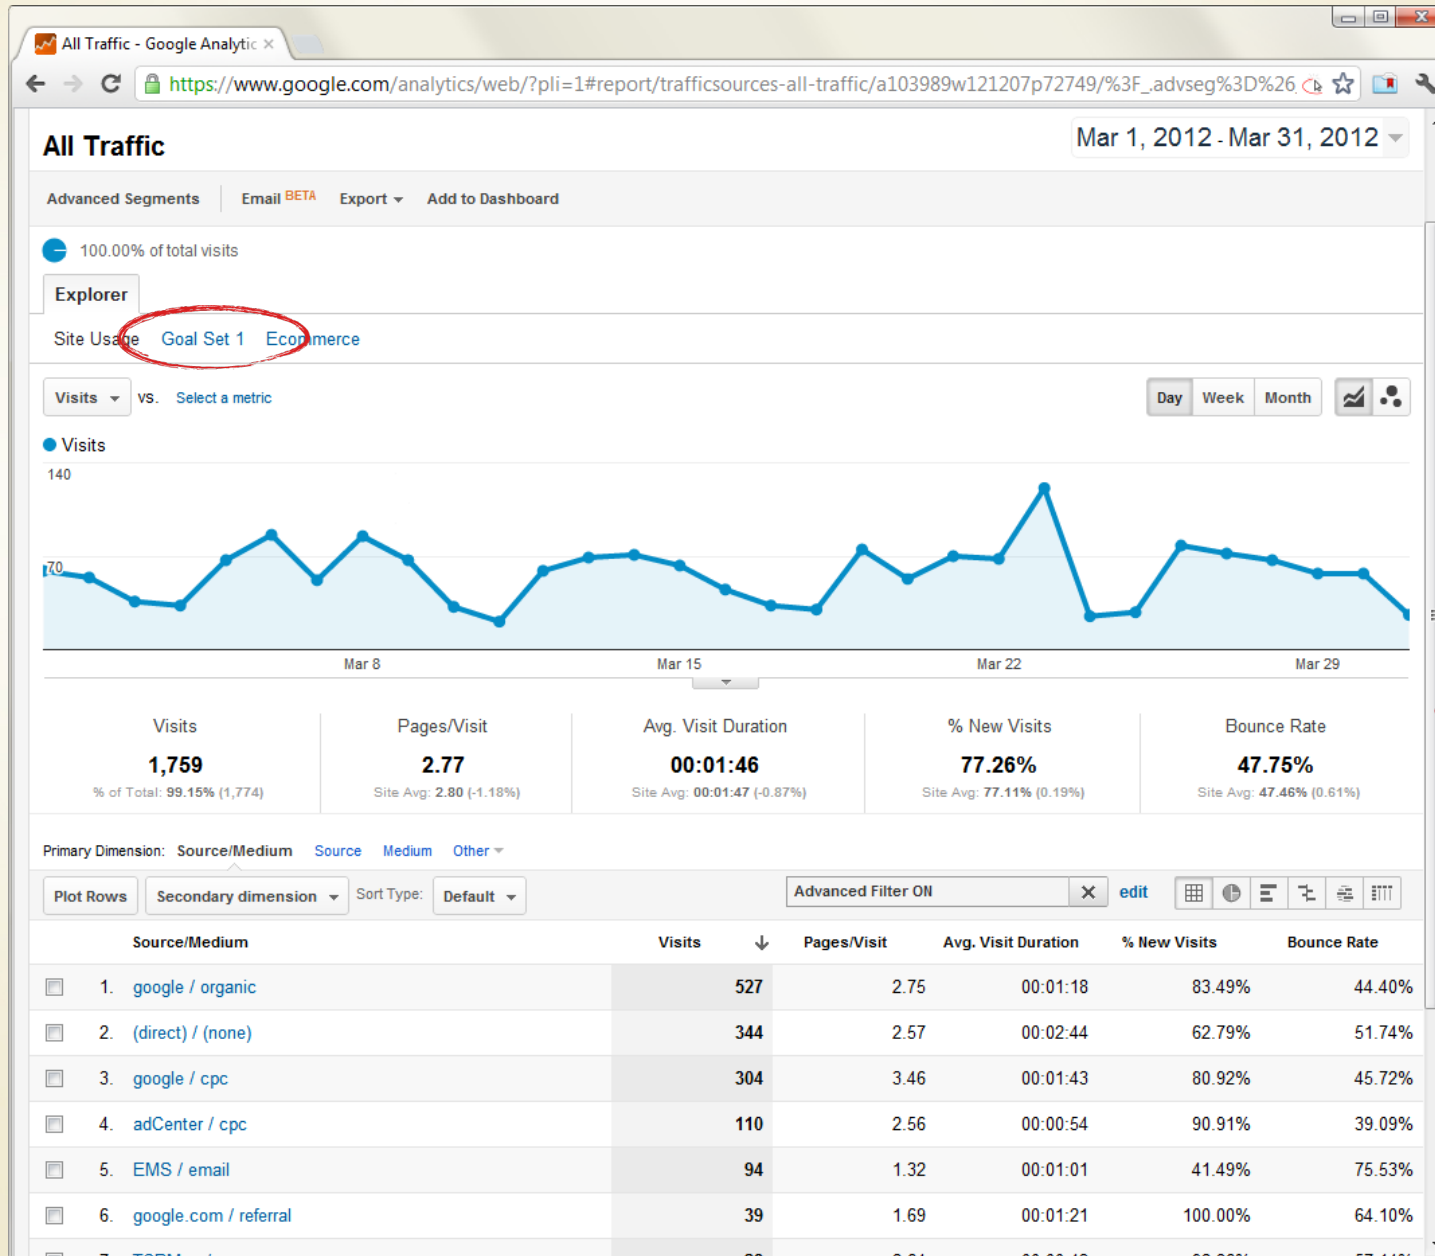 All Traffic - Google Analytic
https://www.google.com/analytics/web/?pli=1#report/trafficsources-all-traffic/a103989w121207p72749/%3F_.advseg%3D%26
All Traffic
Mar 1, 2012 - Mar 31, 2012
Advanced Segments Email BETA Export Add to Dashboard
100.00% of total visits
Explorer
Site Usage Goal Set 1 Ecommerce
Visits VS. Select a metric Day Week Month
Visits
140
70
Mar 8 Mar 15 Mar 22 Mar 29
Visits Pages/Visit Avg. Visit Duration % New Visits Bounce Rate
1,759 2.77 00:01:46 77.26% 47.75%
% of Total: 99.15% (1,774) Site Avg: 2.80 (-1.18%) Site Avg: 00:01:47 (-0.87%) Site Avg: 77.11% (0.19%) Site Avg: 47.46% (0.61%)
Primary Dimension: Source/Medium Source Medium Other
Plot Rows Secondary dimension Sort Type: Default Advanced Filter ON edit
Source/Medium Visits Pages/Visit Avg. Visit Duration % New Visits Bounce Rate
1. google / organic 527 2.75 00:01:18 83.49% 44.40%
2. (direct) / (none) 344 2.57 00:02:44 62.79% 51.74%
3. google / cpc 304 3.46 00:01:43 80.92% 45.72%
4. adCenter / cpc 110 2.56 00:00:54 90.91% 39.09%
5. EMS / email 94 1.32 00:01:01 41.49% 75.53%
6. google.com / referral 39 1.69 00:01:21 100.00% 64.10%